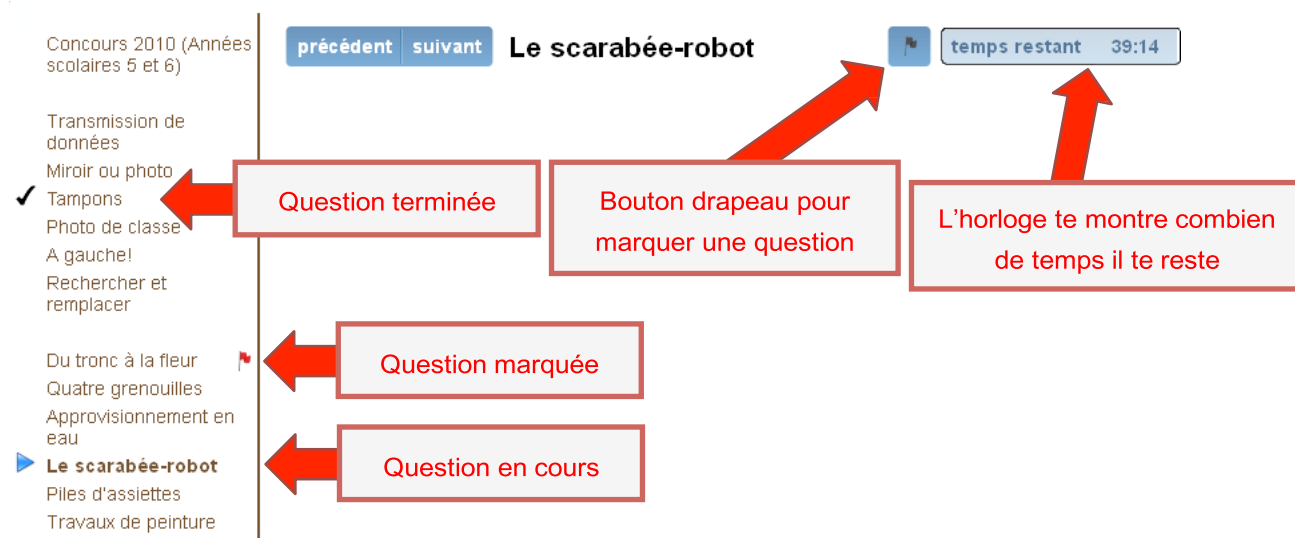 Concours 2010 (Années
scolaires 5 et 6)
précédent suivant
Le scarabée-robot
temps restant 39:14
Transmission de
données
Miroir ou photo
Tampons
Photo de classe
A gauche!
Rechercher et
remplacer
Question terminée
Bouton drapeau pour
marquer une question
L'horloge te montre combien
de temps il te reste
Du tronc à la fleur
Quatre grenouilles
Approvisionnement en
eau
Le scarabée-robot
Piles d'assiettes
Travaux de peinture
Question marquée
Question en cours